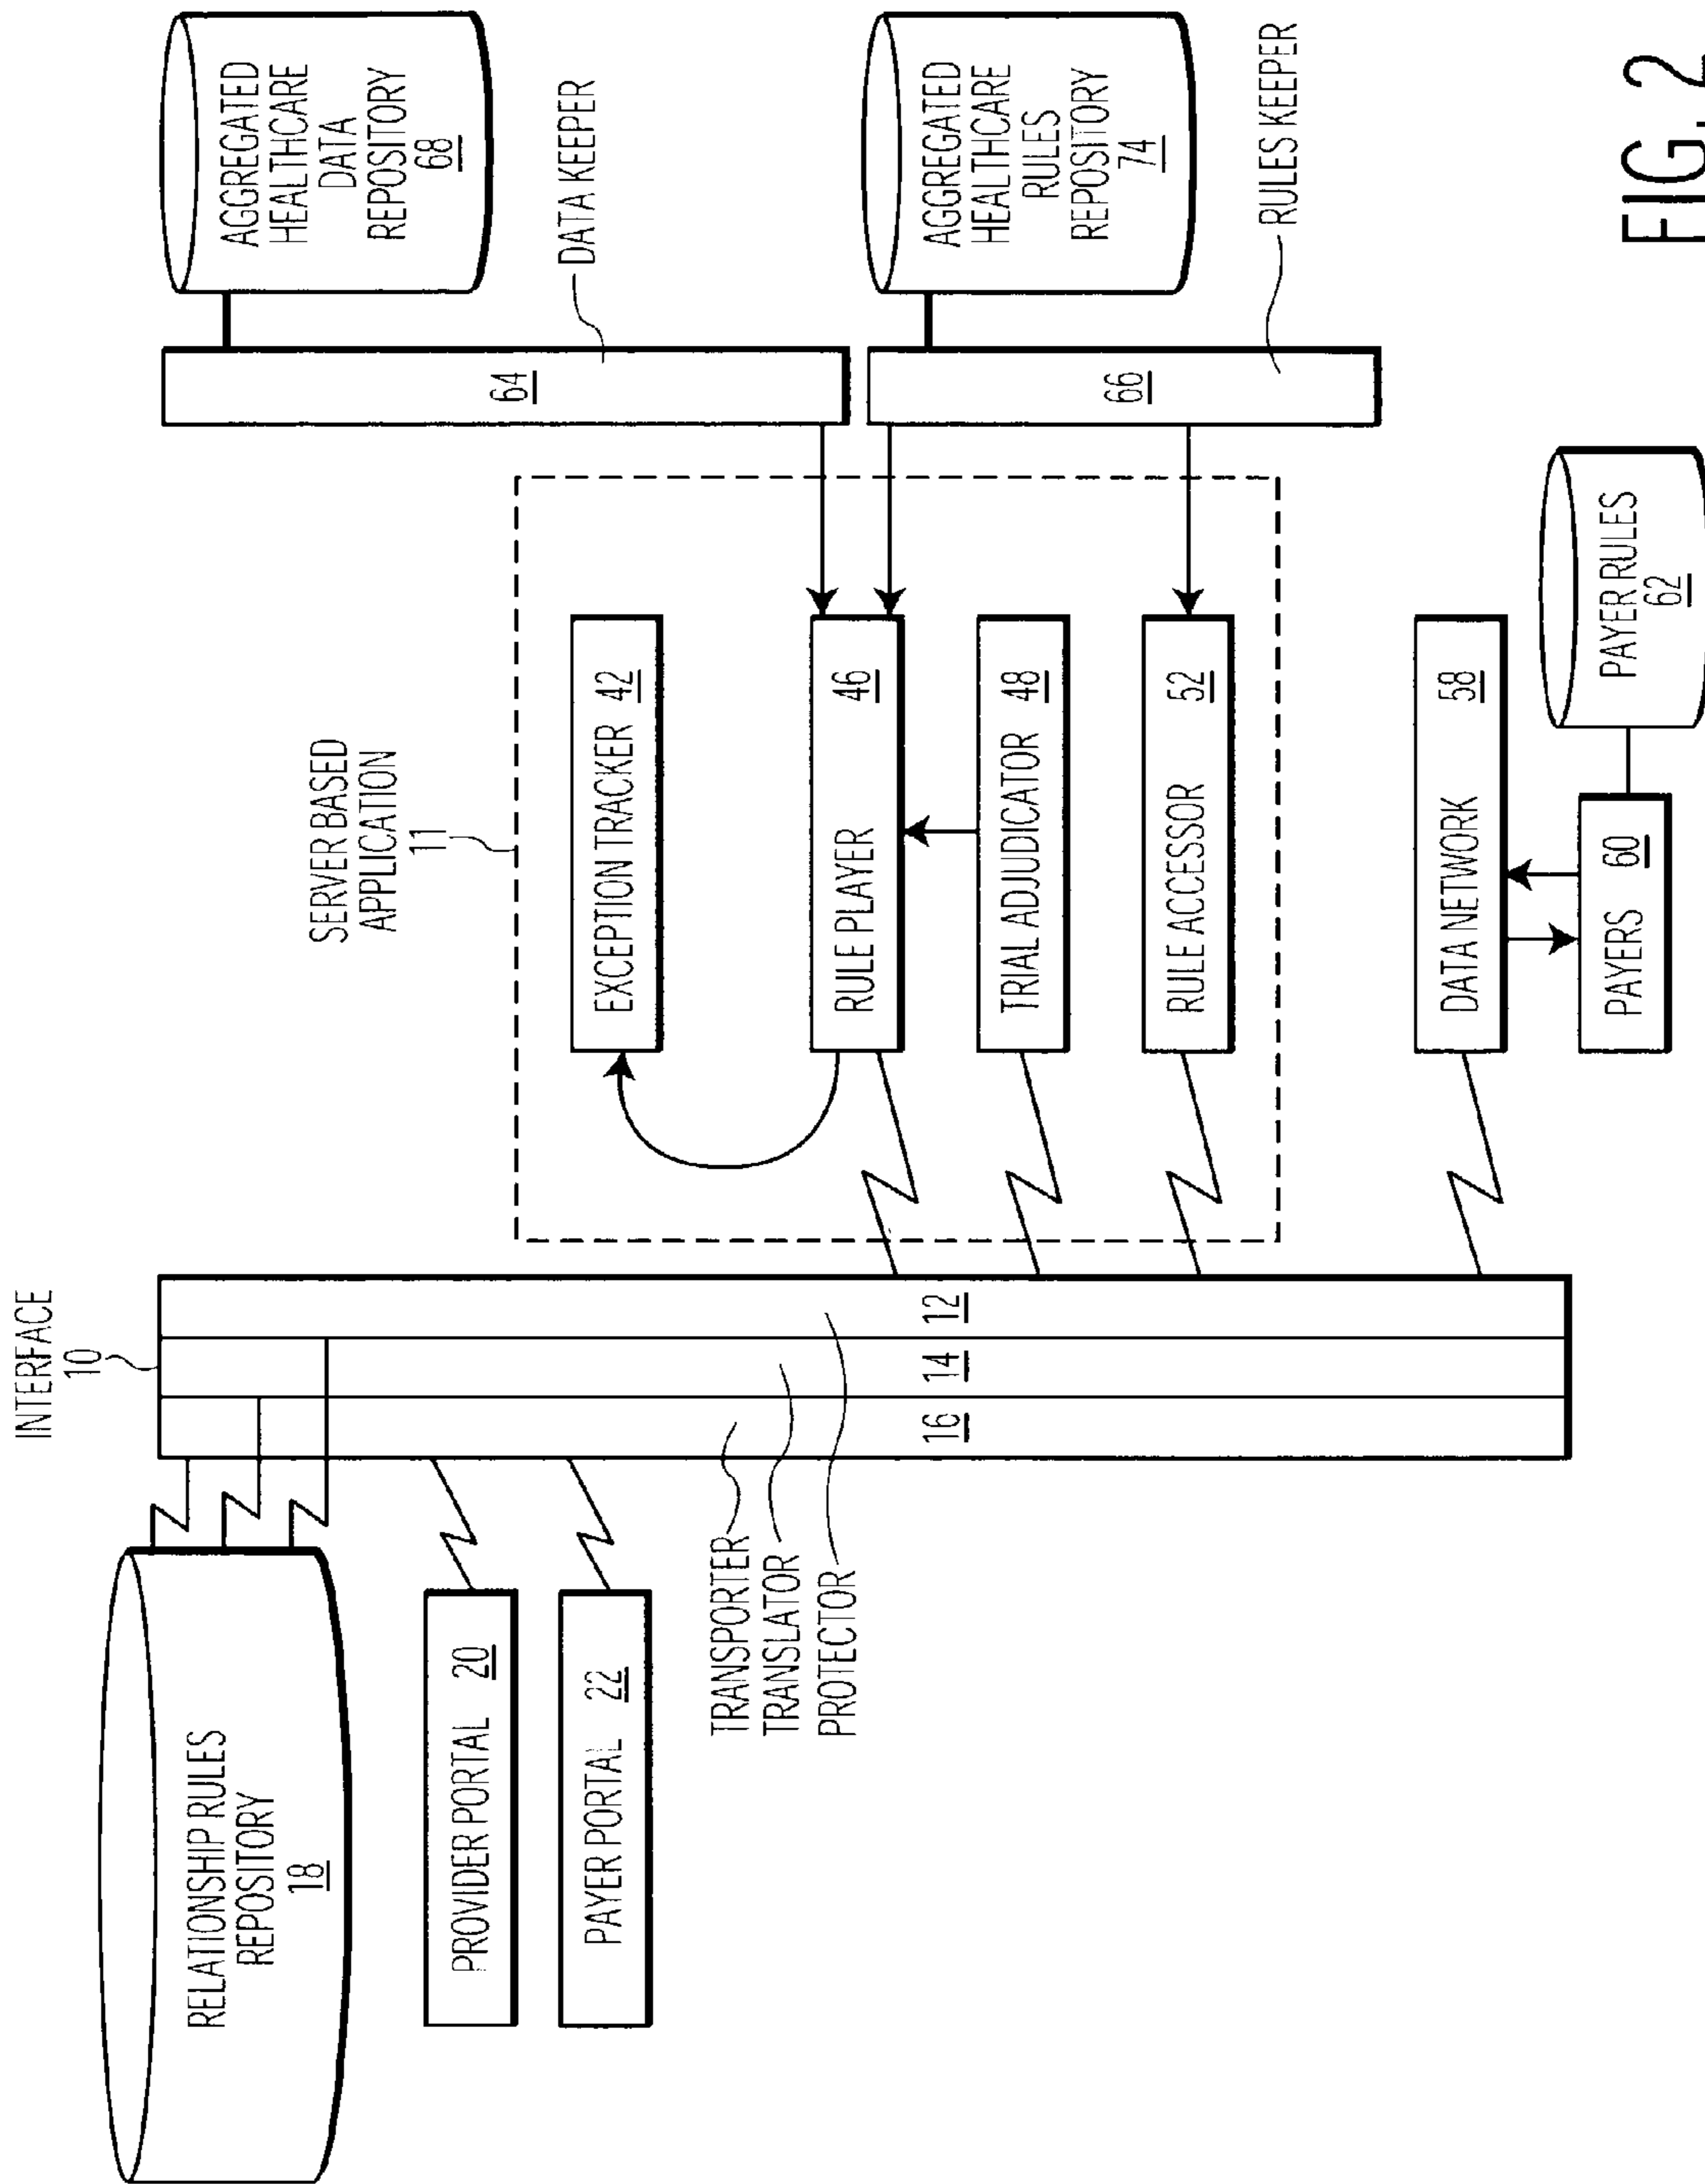 INTERFACE
10
RELATIONSHIP RULES
REPOSITORY
18
PROVIDER PORTAL 20
PAYER PORTAL 22
TRANSPORTER
TRANSLATOR
PROTECTOR
16
14
12
SERVER BASED
APPLICATION
11
EXCEPTION TRACKER 42
RULE PLAYER 46
TRIAL ADJUDICATOR 48
RULE ACCESSOR 52
DATA NETWORK 58
PAYERS 60
PAYER RULES
62
64
DATA KEEPER
66
RULES KEEPER
AGGREGATED
HEALTHCARE
DATA
REPOSITORY
68
AGGREGATED
HEALTHCARE
RULES
REPOSITORY
74
FIG. 2